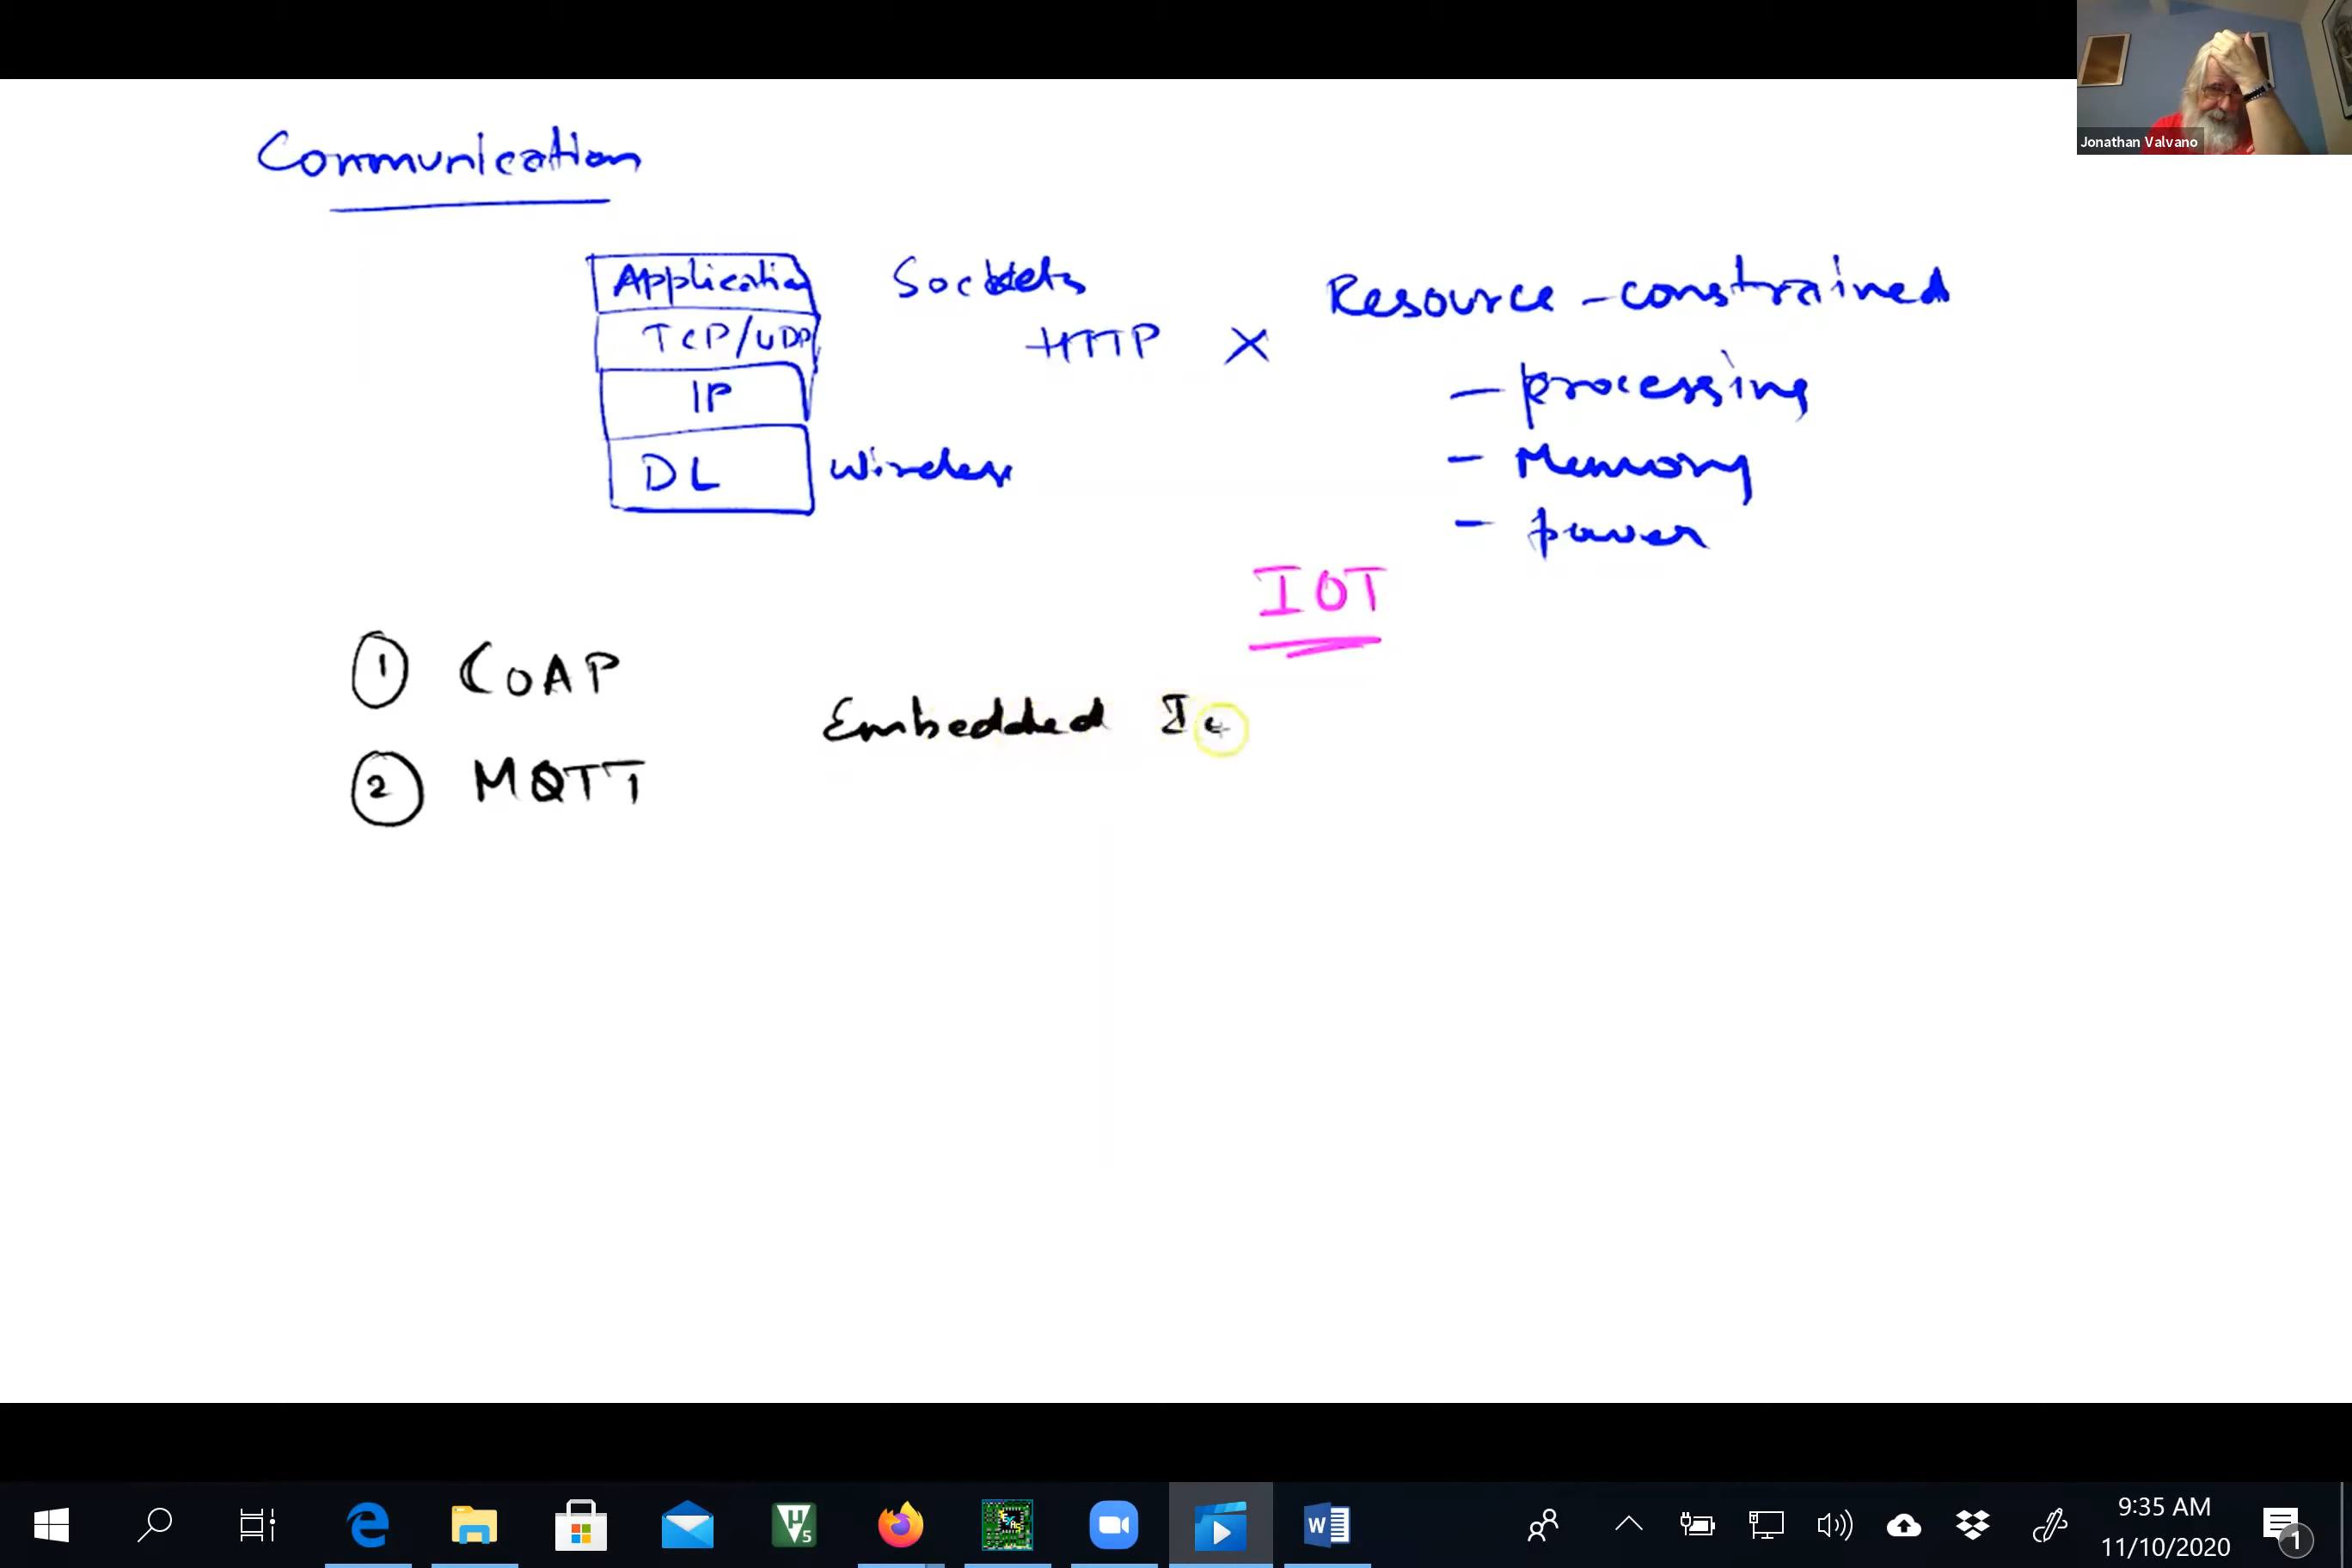 Jonathan Valvano
Communication
Application
TCP/UDP
IP
DL
Sockets
HTTP X
Wireless
Resource-constrained
- processing
- Memory
- power
IOT
1 CoAP
2 MQTT
Embedded
9:35 AM
11/10/2020
1